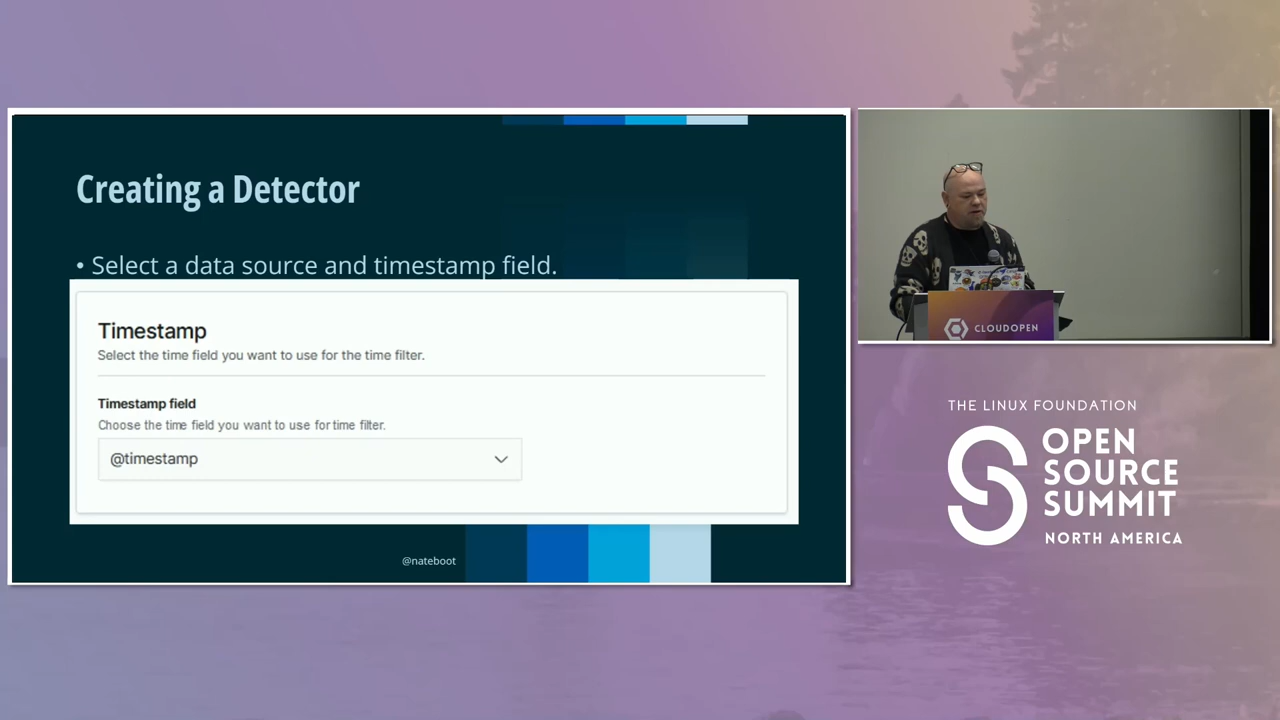 Creating a Detector
• Select a data source and timestamp field.
Timestamp
Select the time field you want to use for the time filter.
Timestamp field
Choose the time field you want to use for time filter.
@timestamp
@nateboot
CLOUDOPEN
THE LINUX FOUNDATION
OPEN
SOURCE
SUMMIT
NORTH AMERICA